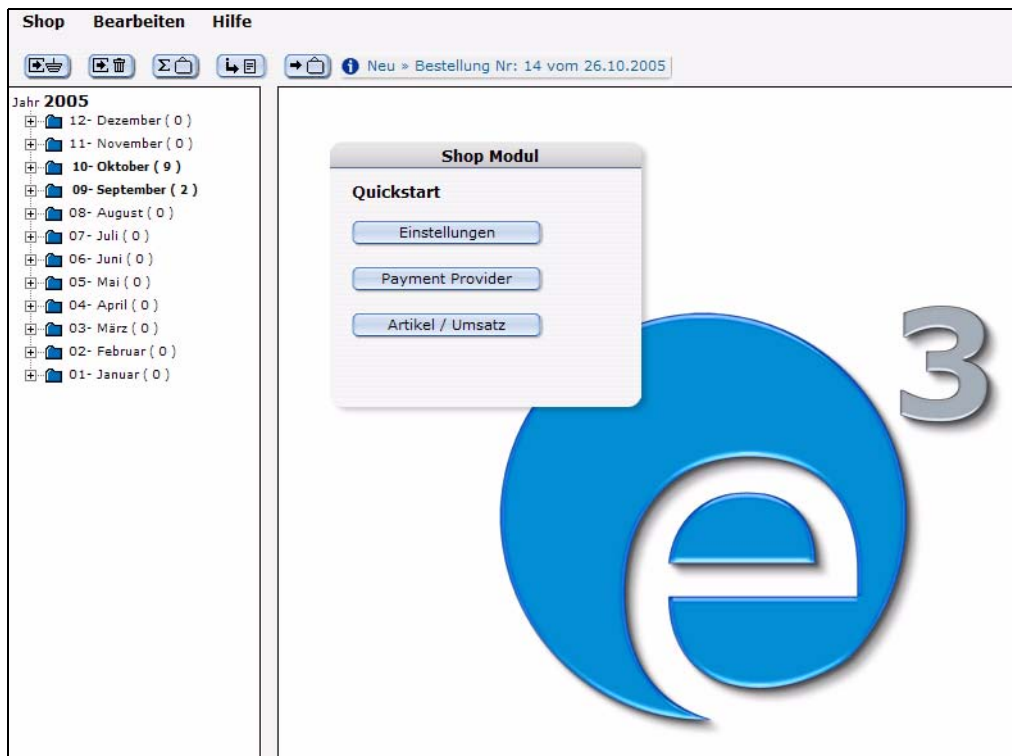 Shop Bearbeiten Hilfe
Neu » Bestellung Nr: 14 vom 26.10.2005
Jahr 2005
12- Dezember ( 0 )
11- November ( 0 )
10- Oktober ( 9 )
09- September ( 2 )
08- August ( 0 )
07- Juli ( 0 )
06- Juni ( 0 )
05- Mai ( 0 )
04- April ( 0 )
03- März ( 0 )
02- Februar ( 0 )
01- Januar ( 0 )
Shop Modul
Quickstart
Einstellungen
Payment Provider
Artikel / Umsatz
e3